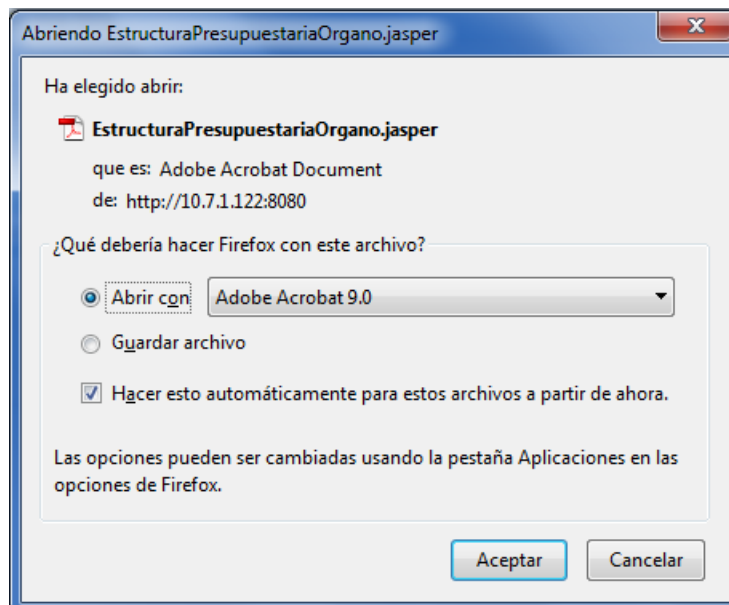 Abriendo EstructuraPresupuestariaOrgano.jasper
Ha elegido abrir:
EstructuraPresupuestariaOrgano.jasper
que es: Adobe Acrobat Document
de: http://10.7.1.122:8080
¿Qué debería hacer Firefox con este archivo?
Abrir con Adobe Acrobat 9.0
Guardar archivo
Hacer esto automáticamente para estos archivos a partir de ahora.
Las opciones pueden ser cambiadas usando la pestaña Aplicaciones en las
opciones de Firefox.
Aceptar Cancelar